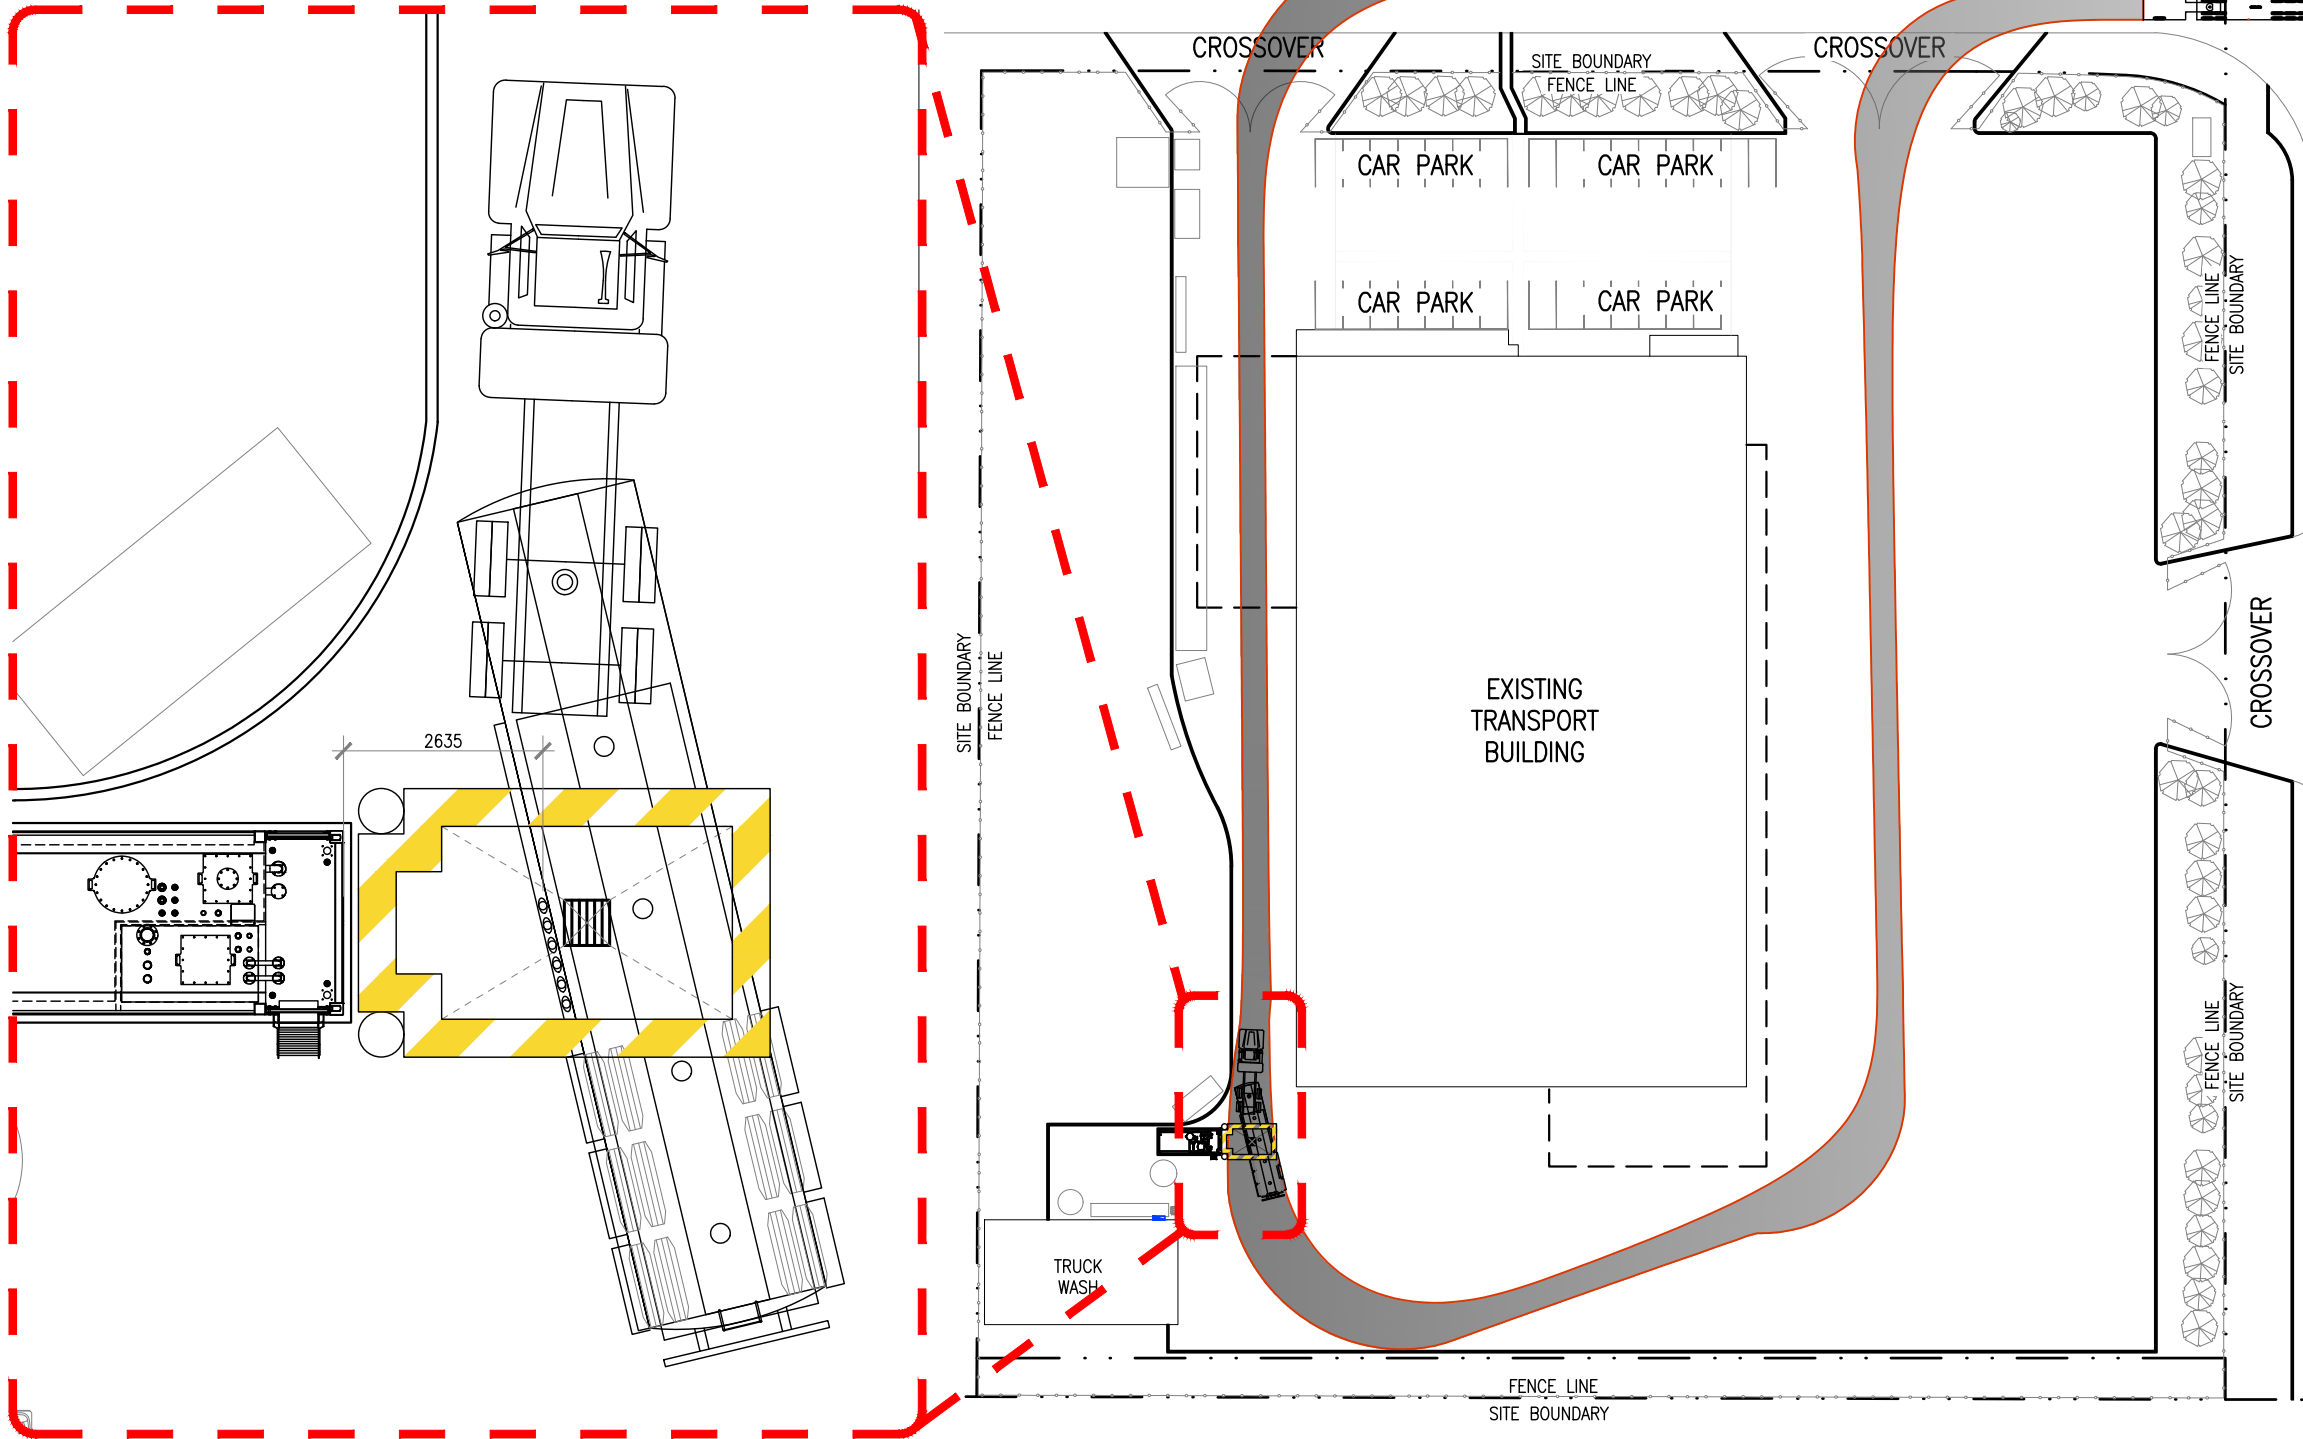 CROSSOVER
CROSSOVER
SITE BOUNDARY
FENCE LINE
CAR PARK
CAR PARK
CAR PARK
CAR PARK
FENCE LINE
SITE BOUNDARY
SITE BOUNDARY
FENCE LINE
EXISTING
TRANSPORT
BUILDING
CROSSOVER
2635
FENCE LINE
SITE BOUNDARY
TRUCK
WASH
FENCE LINE
SITE BOUNDARY